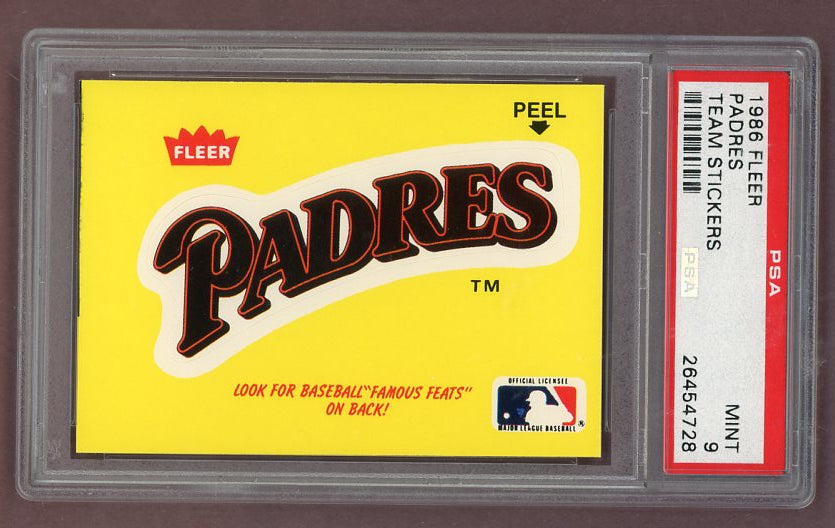 PEEL
FLEER
PADRES
TM
LOOK FOR BASEBALL "FAMOUS FEATS"
ON BACK!
OFFICIAL LICENSEE
MAJOR LEAGUE BASEBALL ®
PSA
1986 FLEER
PADRES
TEAM STICKERS
PSA
MINT
9
26454728